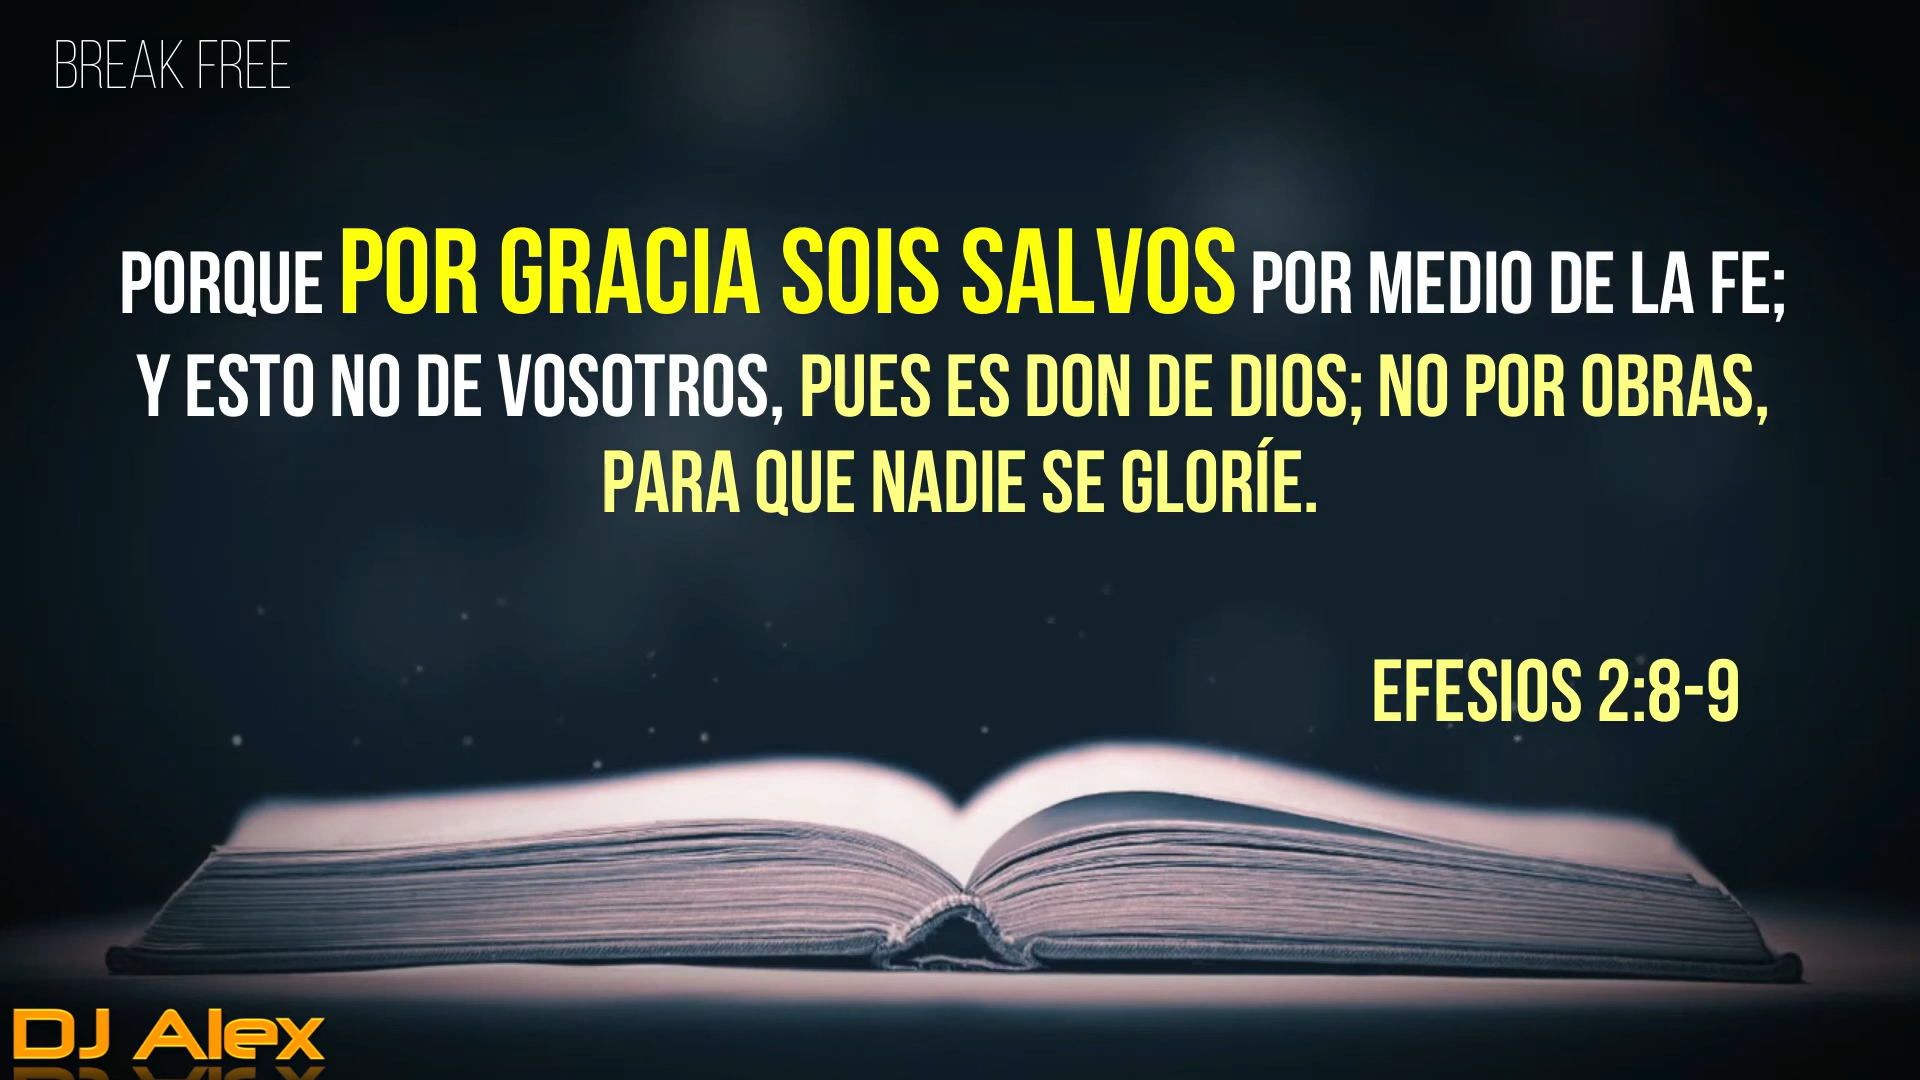 BREAK FREE
PORQUE POR GRACIA SOIS SALVOS POR MEDIO DE LA FE;
Y ESTO NO DE VOSOTROS, PUES ES DON DE DIOS; NO POR OBRAS,
PARA QUE NADIE SE GLORÍE.
EFESIOS 2:8-9
DJ Alex